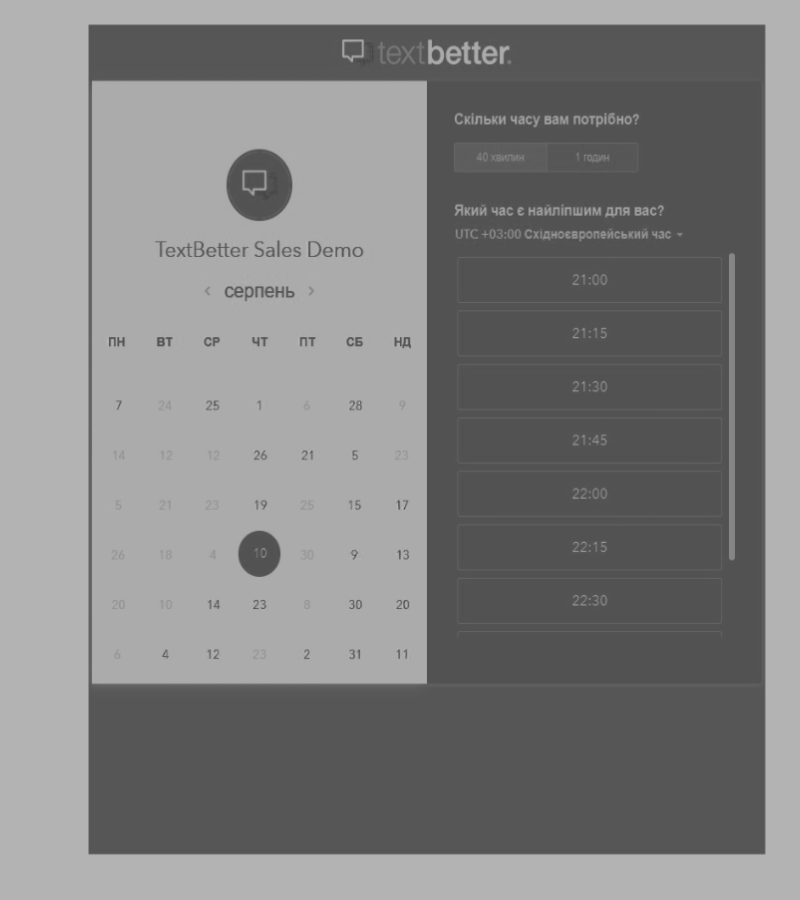 textbetter.
TextBetter Sales Demo
‹ серпень ›
ПН ВТ СР ЧТ ПТ СБ НД
7 24 25 1 6 28 9
14 12 12 26 21 5 23
5 21 23 19 25 15 17
26 18 4 10 30 9 13
20 10 14 23 8 30 20
6 4 12 23 2 31 11
Скільки часу вам потрібно?
40 хвилин 1 годин
Який час є найліпшим для вас?
UTC +03:00 Східноєвропейський час
21:00
21:15
21:30
21:45
22:00
22:15
22:30